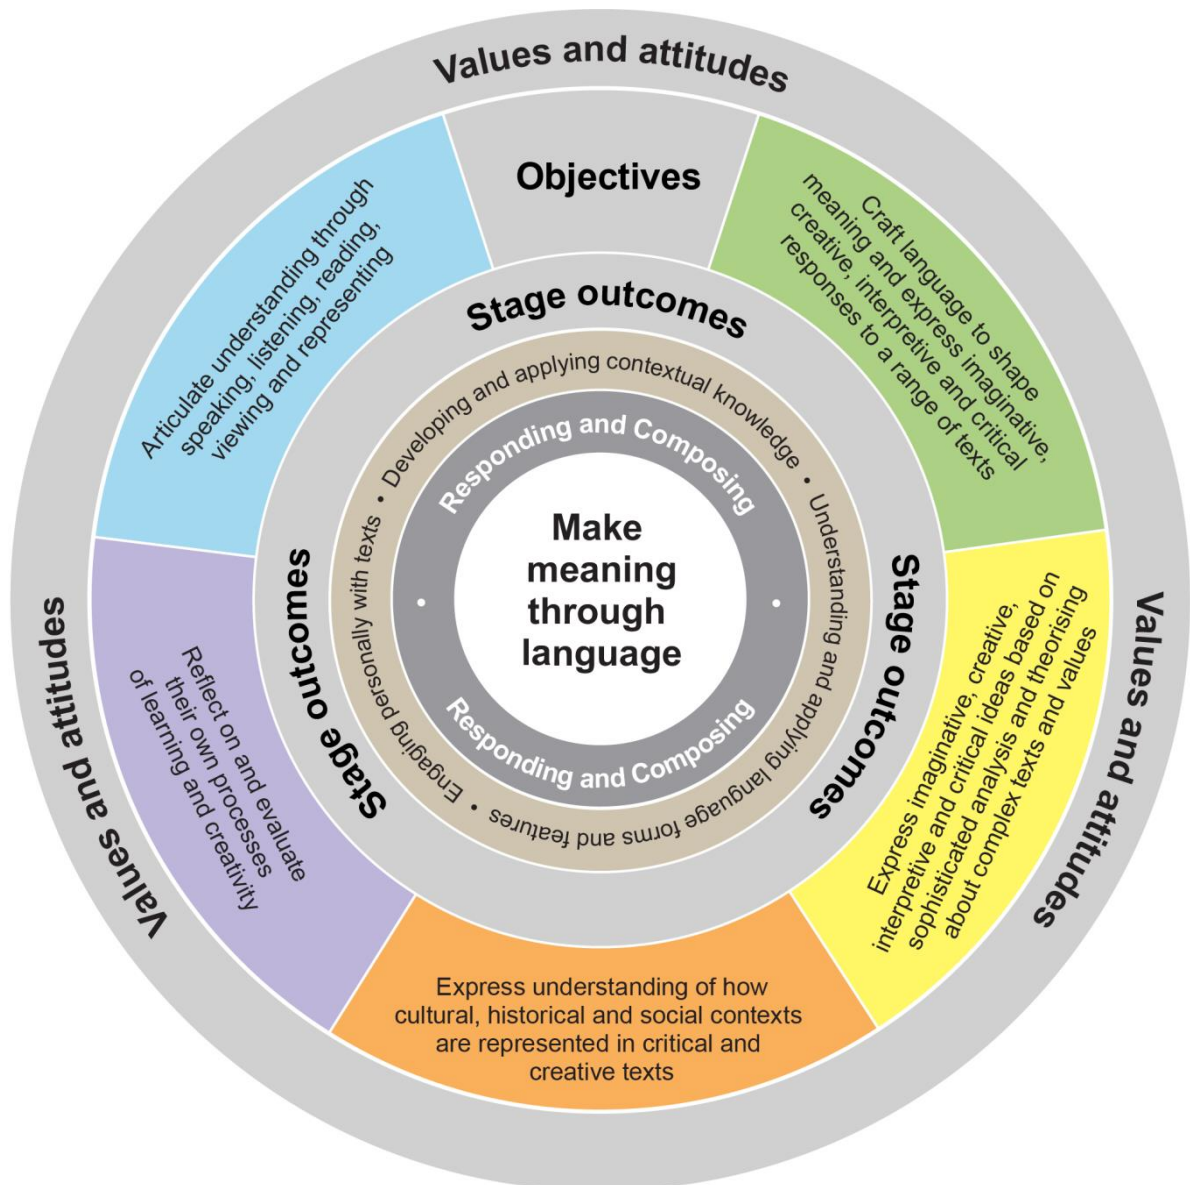 Values and attitudes
Objectives
Craft language to shape
meaning and express imaginative,
creative, interpretive and critical
responses to a range of texts
Express imaginative, creative,
interpretive and critical ideas based on
sophisticated analysis and theorising
about complex texts and values
Express understanding of how
cultural, historical and social contexts
are represented in critical and
creative texts
Reflect on and evaluate
their own processes
of learning and creativity
Articulate understanding through
speaking, listening, reading,
viewing and representing
Values and attitudes
Values and attitudes
Stage outcomes
Stage outcomes
Stage outcomes
• Developing and applying contextual knowledge • Understanding and applying language forms and features • Engaging personally with texts
Responding and Composing
•
Responding and Composing
•
Make
meaning
through
language